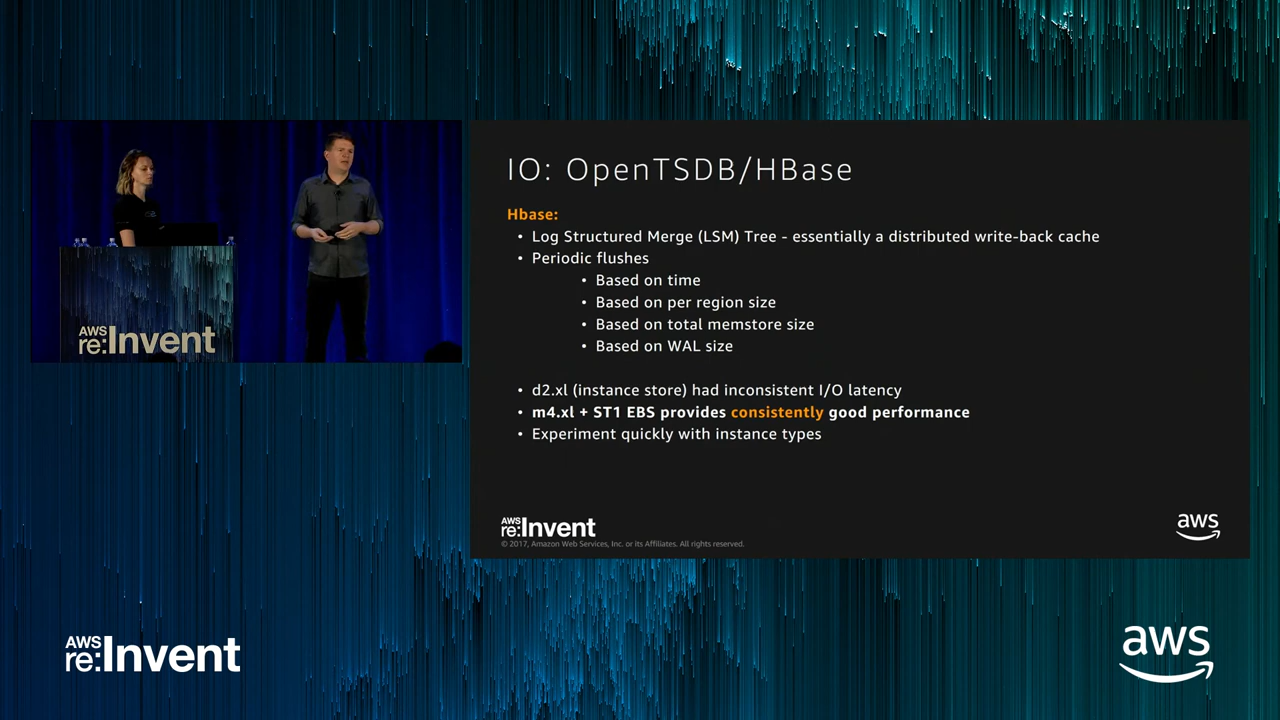 AWS
re:Invent
IO: OpenTSDB/HBase
Hbase:
• Log Structured Merge (LSM) Tree - essentially a distributed write-back cache
• Periodic flushes
• Based on time
• Based on per region size
• Based on total memstore size
• Based on WAL size
• d2.xl (instance store) had inconsistent I/O latency
• m4.xl + ST1 EBS provides consistently good performance
• Experiment quickly with instance types
AWS
re:Invent
© 2017, Amazon Web Services, Inc. or its Affiliates. All rights reserved.
aws
AWS
re:Invent
aws